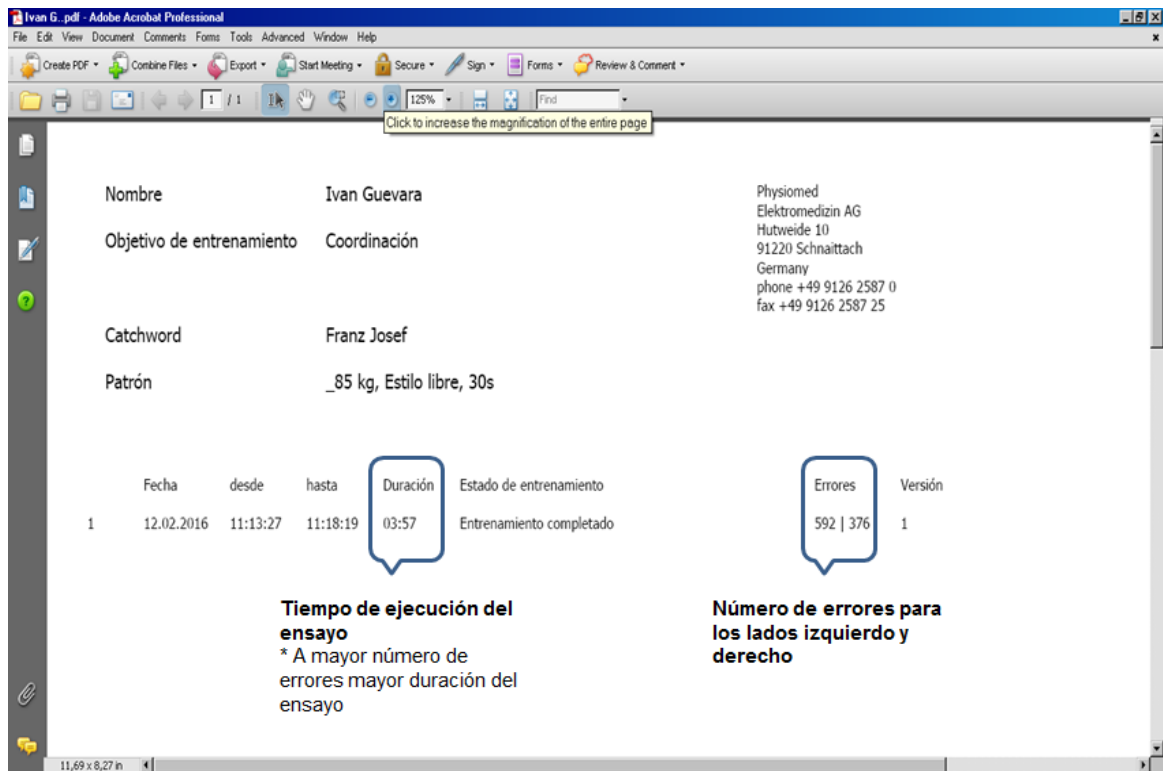 Ivan G..pdf - Adobe Acrobat Professional
File Edit View Document Comments Forms Tools Advanced Window Help
Create PDF Combine Files Export Start Meeting Secure Sign Forms Review & Comment
1 / 1 125% Find
Click to increase the magnification of the entire page
Nombre Ivan Guevara
Objetivo de entrenamiento Coordinación
Physiomed
Elektromedizin AG
Hutweide 10
91220 Schnaittach
Germany
phone +49 9126 2587 0
fax +49 9126 2587 25
Catchword Franz Josef
Patrón _85 kg, Estilo libre, 30s
Fecha desde hasta Duración Estado de entrenamiento Errores Versión
1 12.02.2016 11:13:27 11:18:19 03:57 Entrenamiento completado 592 | 376 1
Tiempo de ejecución del
ensayo
* A mayor número de
errores mayor duración del
ensayo
Número de errores para
los lados izquierdo y
derecho
11,69 x 8,27 in